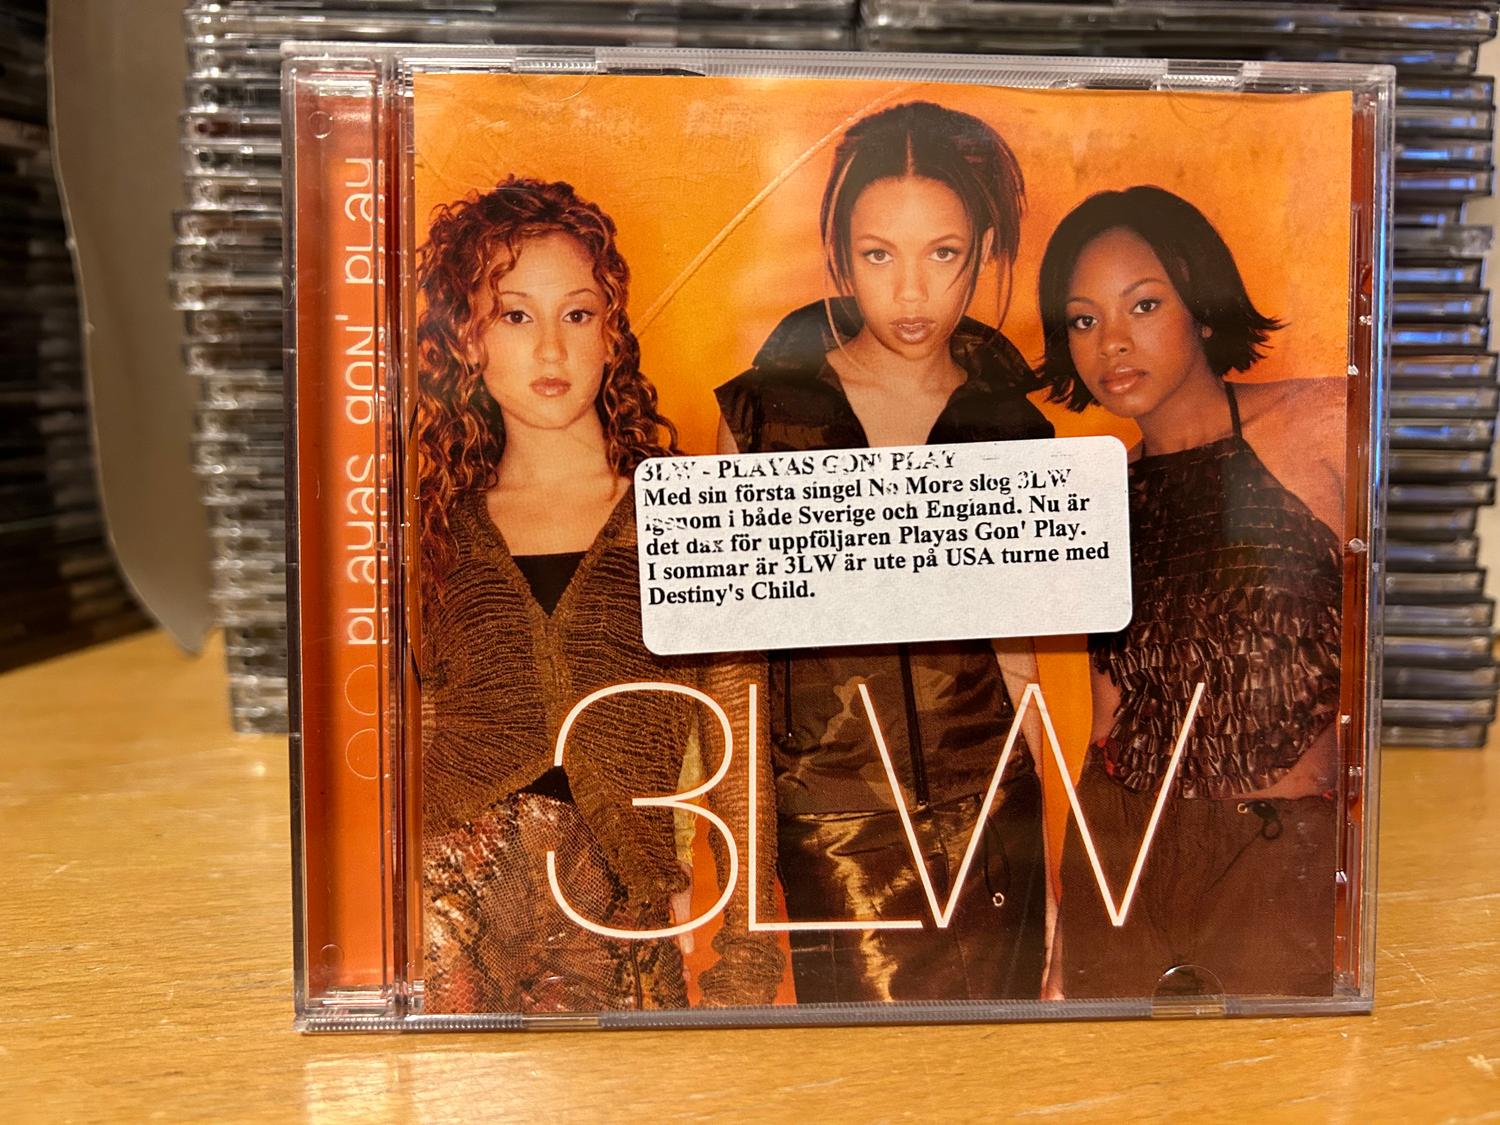 playas gon' play
3LW - PLAYAS GON' PLAY
Med sin första singel No More slog 3LW
igenom i både Sverige och England. Nu är
det dax för uppföljaren Playas Gon' Play.
I sommar är 3LW är ute på USA turne med
Destiny's Child.
3LW